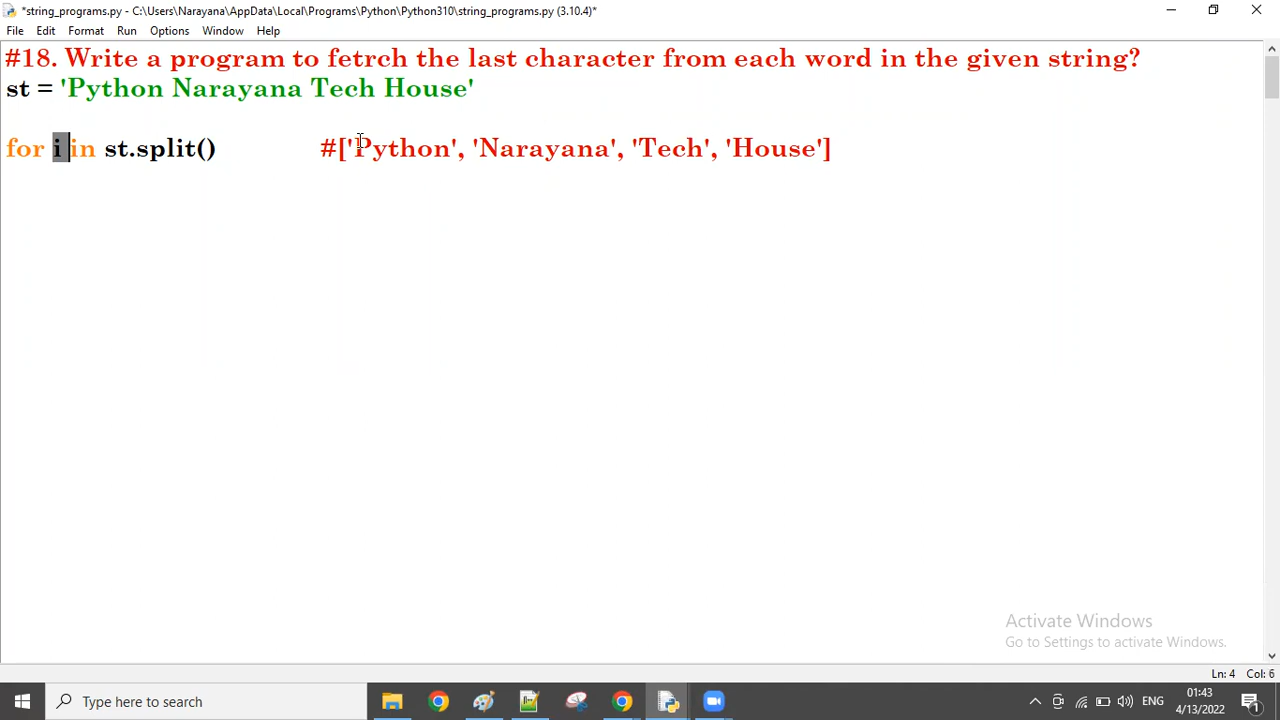 *string_programs.py - C:\Users\Narayana\AppData\Local\Programs\Python\Python310\string_programs.py (3.10.4)*
File Edit Format Run Options Window Help
#18. Write a program to fetrch the last character from each word in the given string?
st = 'Python Narayana Tech House'
for i in st.split() #['Python', 'Narayana', 'Tech', 'House']
Activate Windows
Go to Settings to activate Windows.
Ln: 4 Col: 6
Type here to search
ENG
01:43
4/13/2022
1